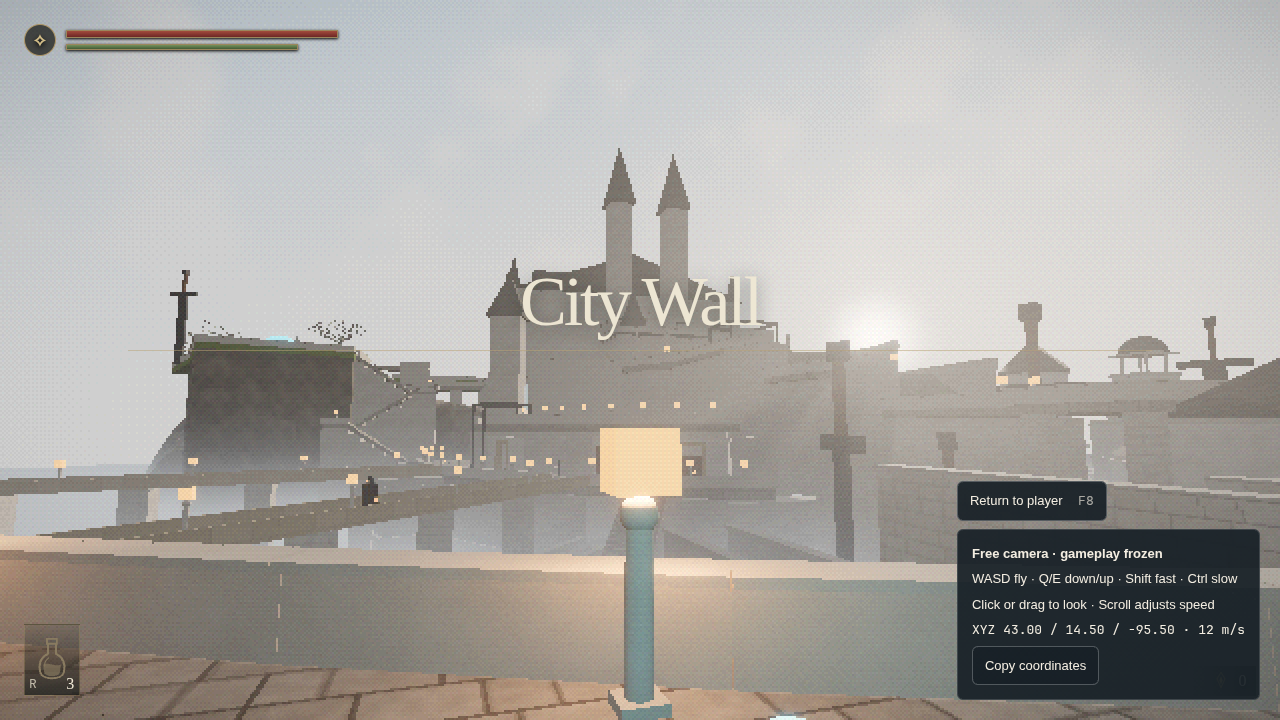 City Wall
Return to player F8
Free camera · gameplay frozen
WASD fly · Q/E down/up · Shift fast · Ctrl slow
Click or drag to look · Scroll adjusts speed
XYZ 43.00 / 14.50 / -95.50 · 12 m/s
Copy coordinates
R 3